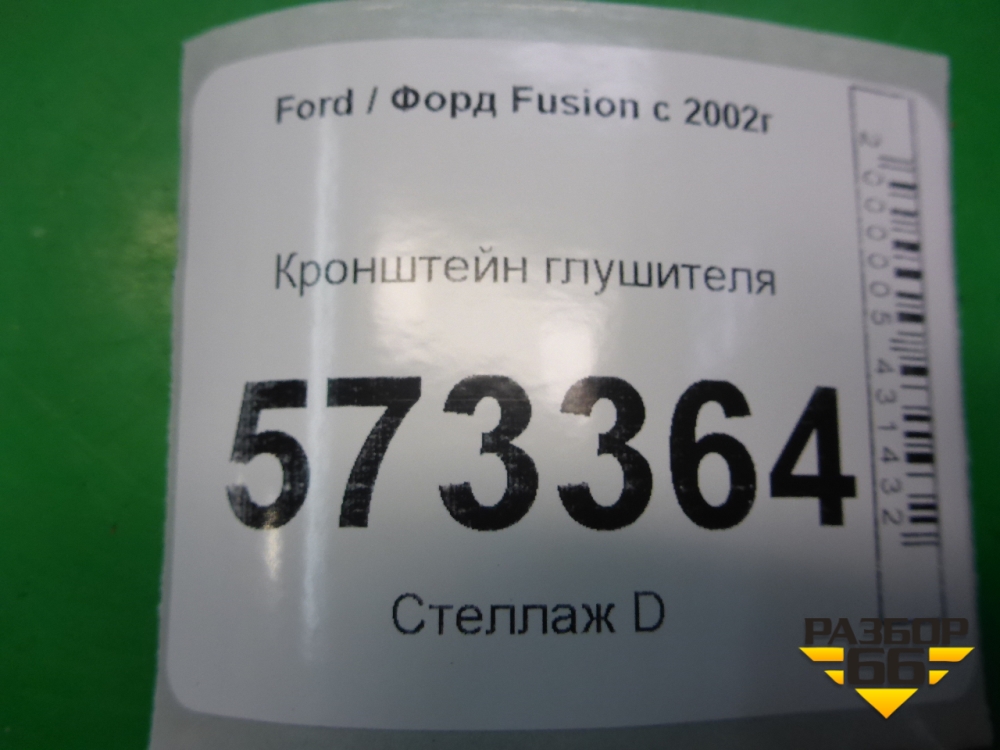 Ford / Форд Fusion с 2002г
Кронштейн глушителя
573364
Стеллаж D
2000005431432
РАЗБОР
66